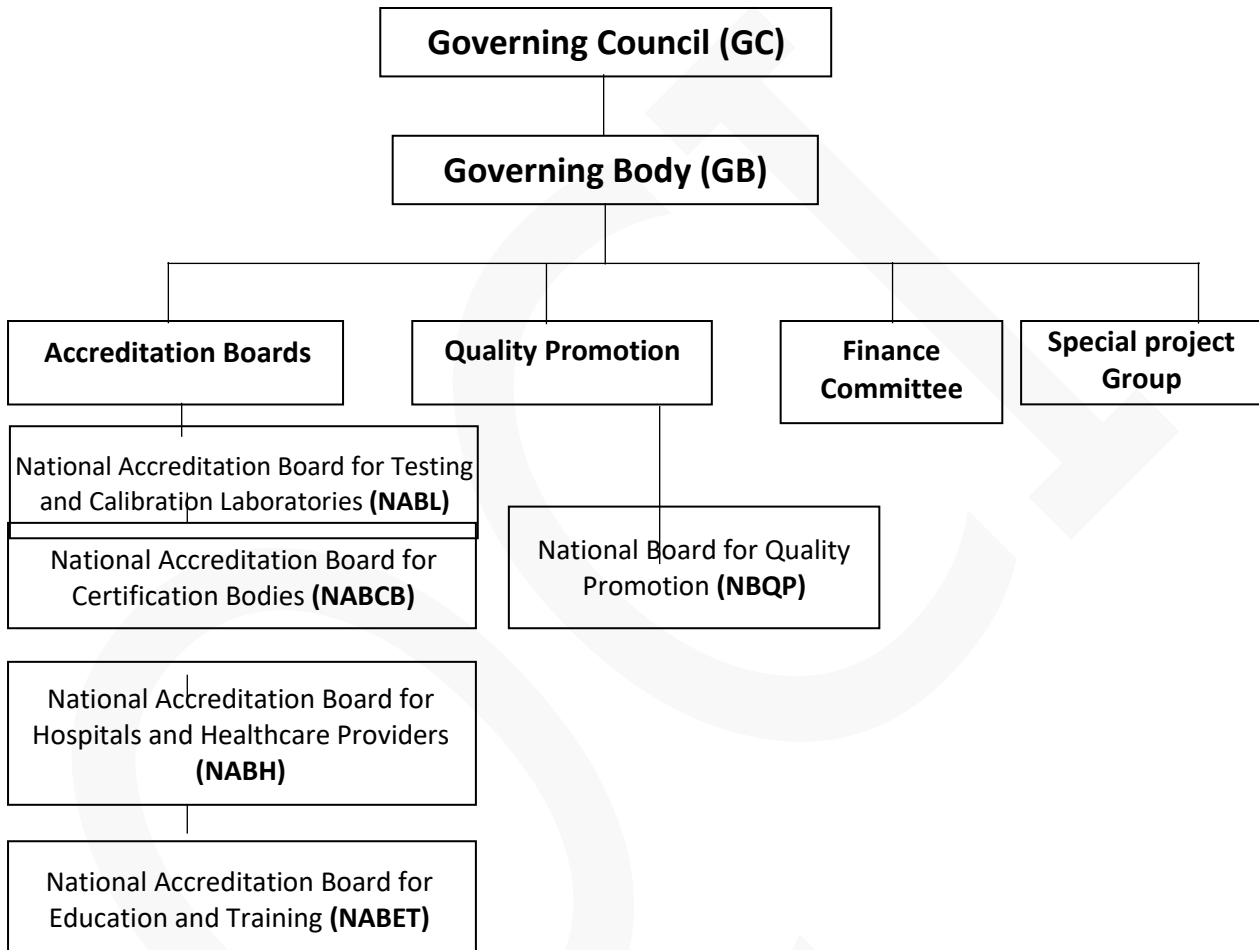 Governing Council (GC)
Governing Body (GB)
Accreditation Boards
Quality Promotion
Finance
Committee
Special project
Group
National Accreditation Board for Testing
and Calibration Laboratories (NABL)
National Accreditation Board for
Certification Bodies (NABCB)
National Board for Quality
Promotion (NBQP)
National Accreditation Board for
Hospitals and Healthcare Providers
(NABH)
National Accreditation Board for
Education and Training (NABET)